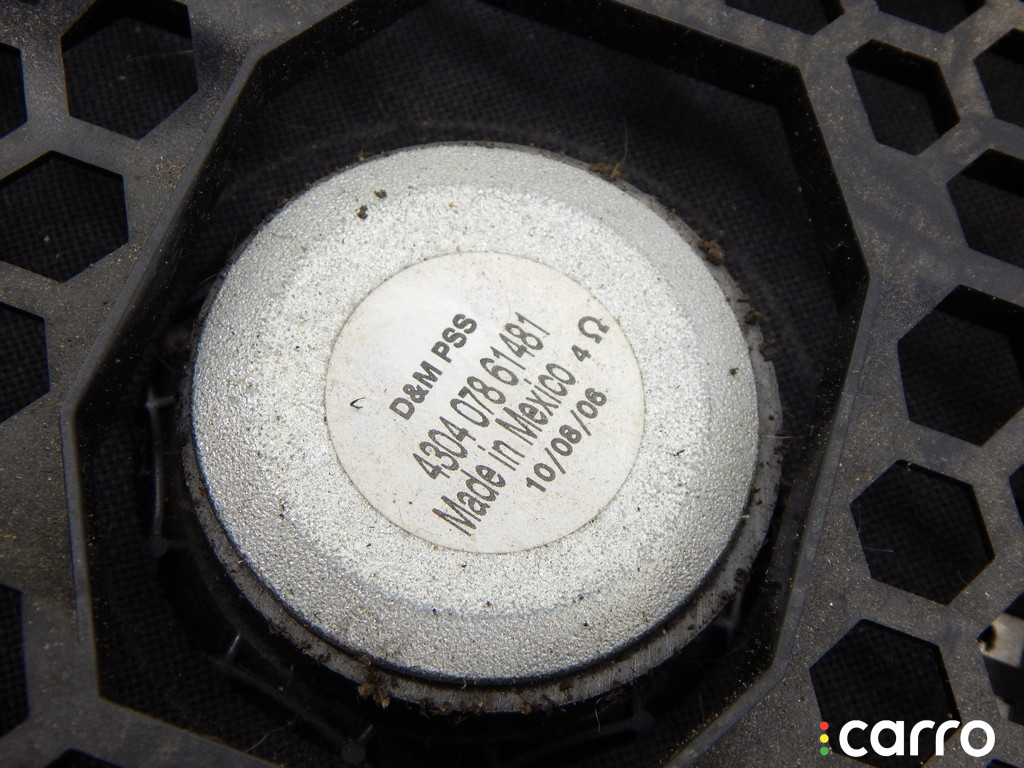 D&M PSS
4304 078 61481
Made in Mexico 4 Ω
10/08/06
carro